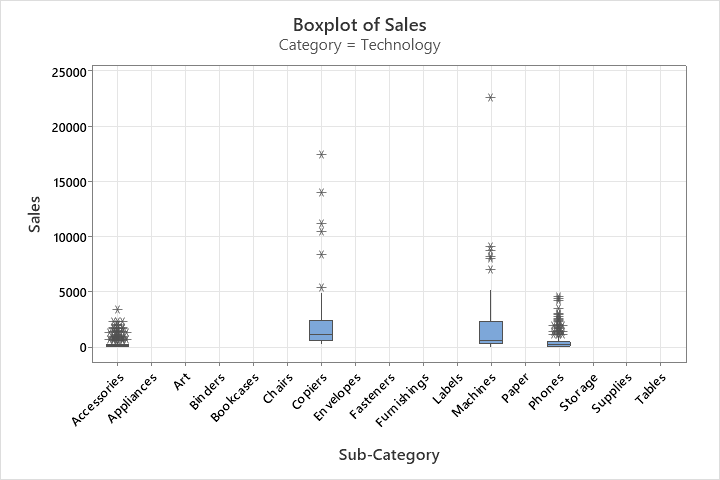 Boxplot of Sales
Category = Technology
25000
20000
15000
10000
5000
0
Sales
Accessories
Appliances
Art
Binders
Bookcases
Chairs
Copiers
Envelopes
Fasteners
Furnishings
Labels
Machines
Paper
Phones
Storage
Supplies
Tables
Sub-Category